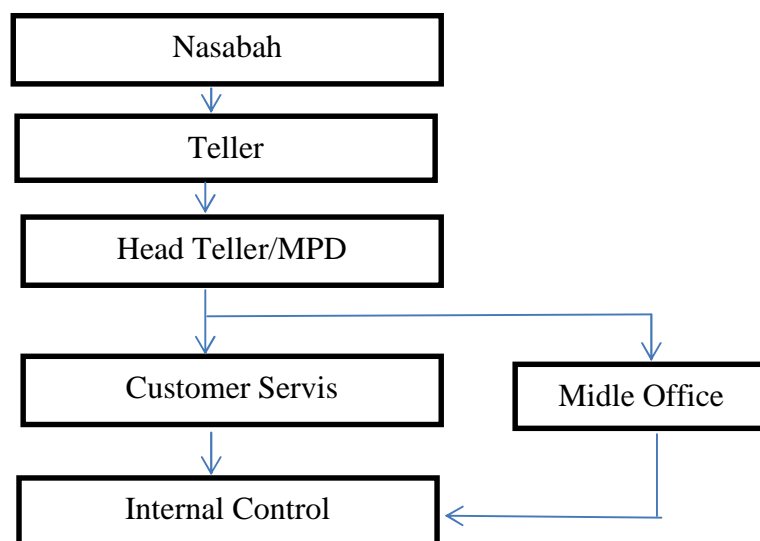 Nasabah
Teller
Head Teller/MPD
Customer Servis
Midle Office
Internal Control